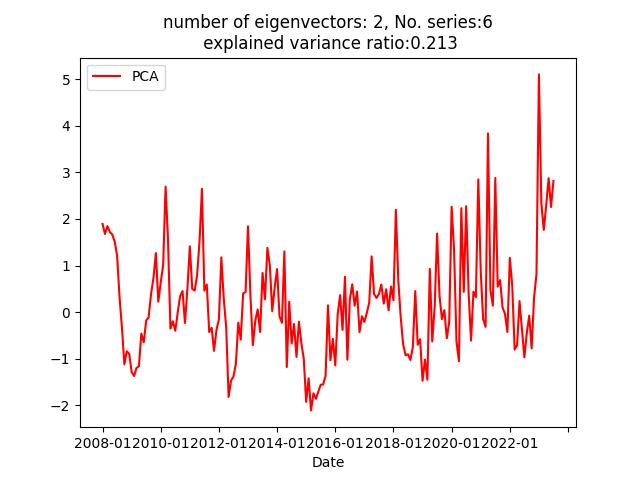 number of eigenvectors: 2, No. series:6
explained variance ratio:0.213
PCA
5
4
3
2
1
0
−1
−2
2008-012010-012012-012014-012016-012018-012020-012022-01
Date